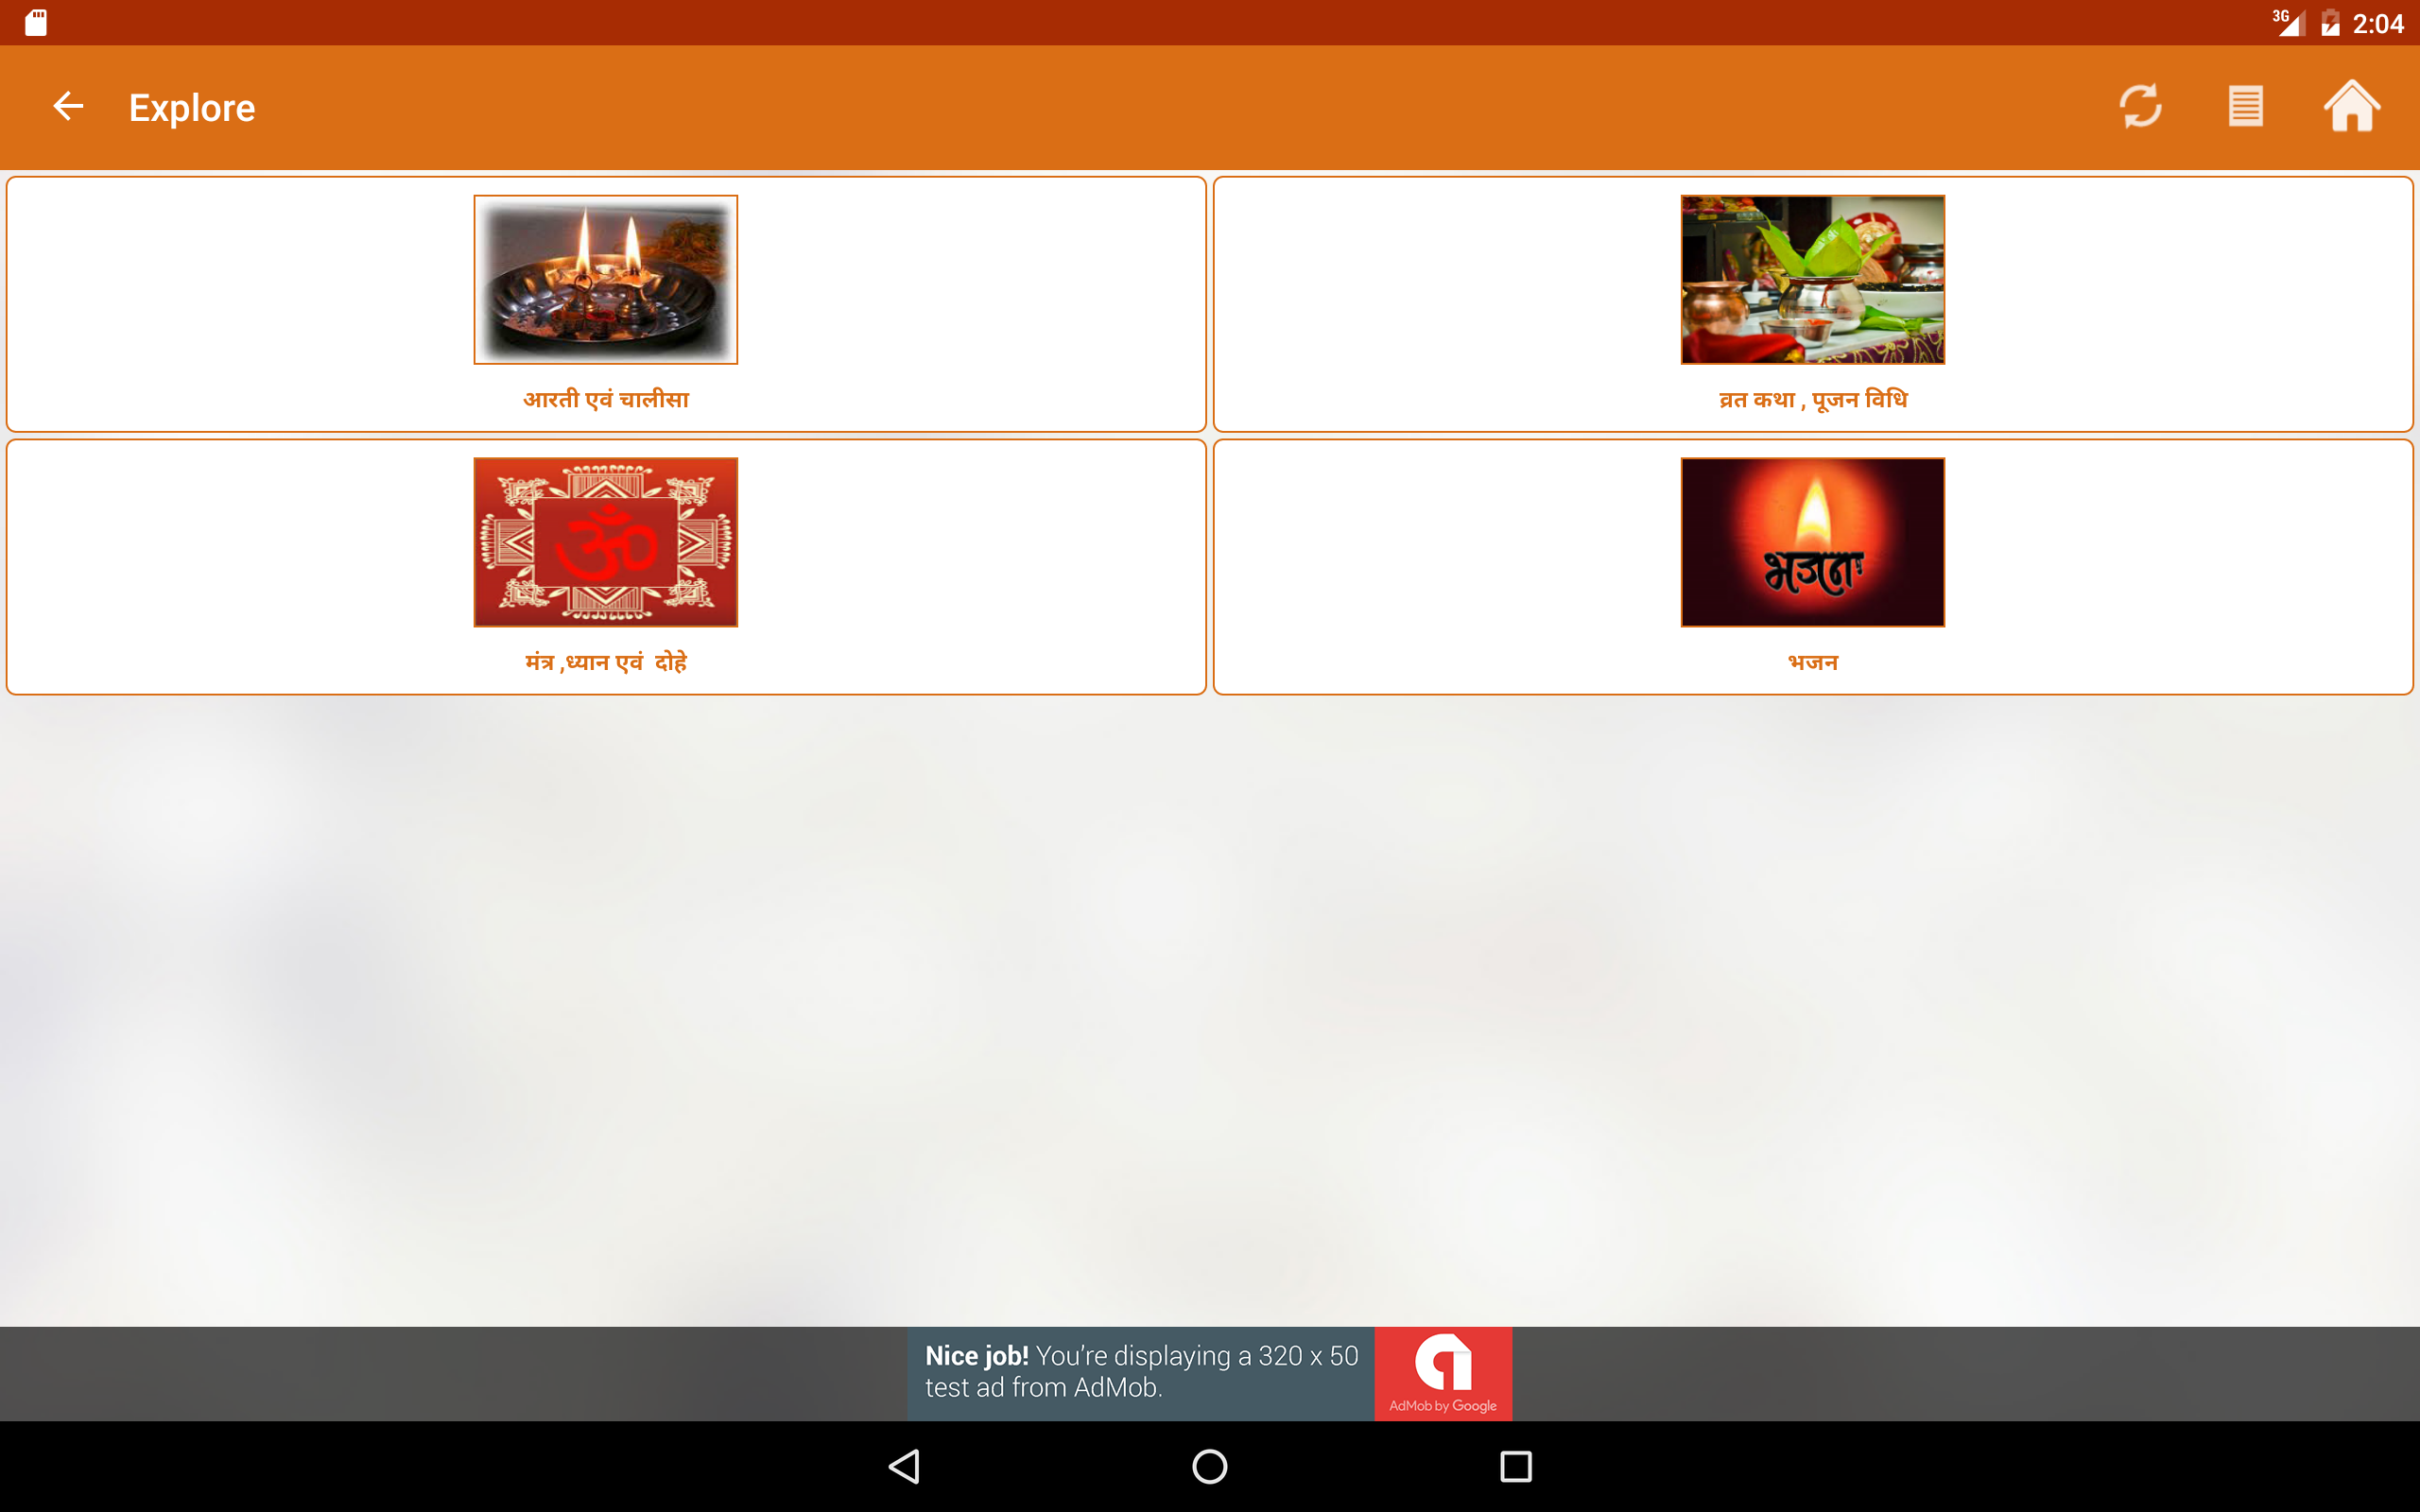 3G 2:04
Explore
आरती एवं चालीसा
व्रत कथा , पूजन विधि
ॐ
भजन
मंत्र ,ध्यान एवं  दोहे
भजन
Nice job! You're displaying a 320 x 50
test ad from AdMob.
AdMob by Google